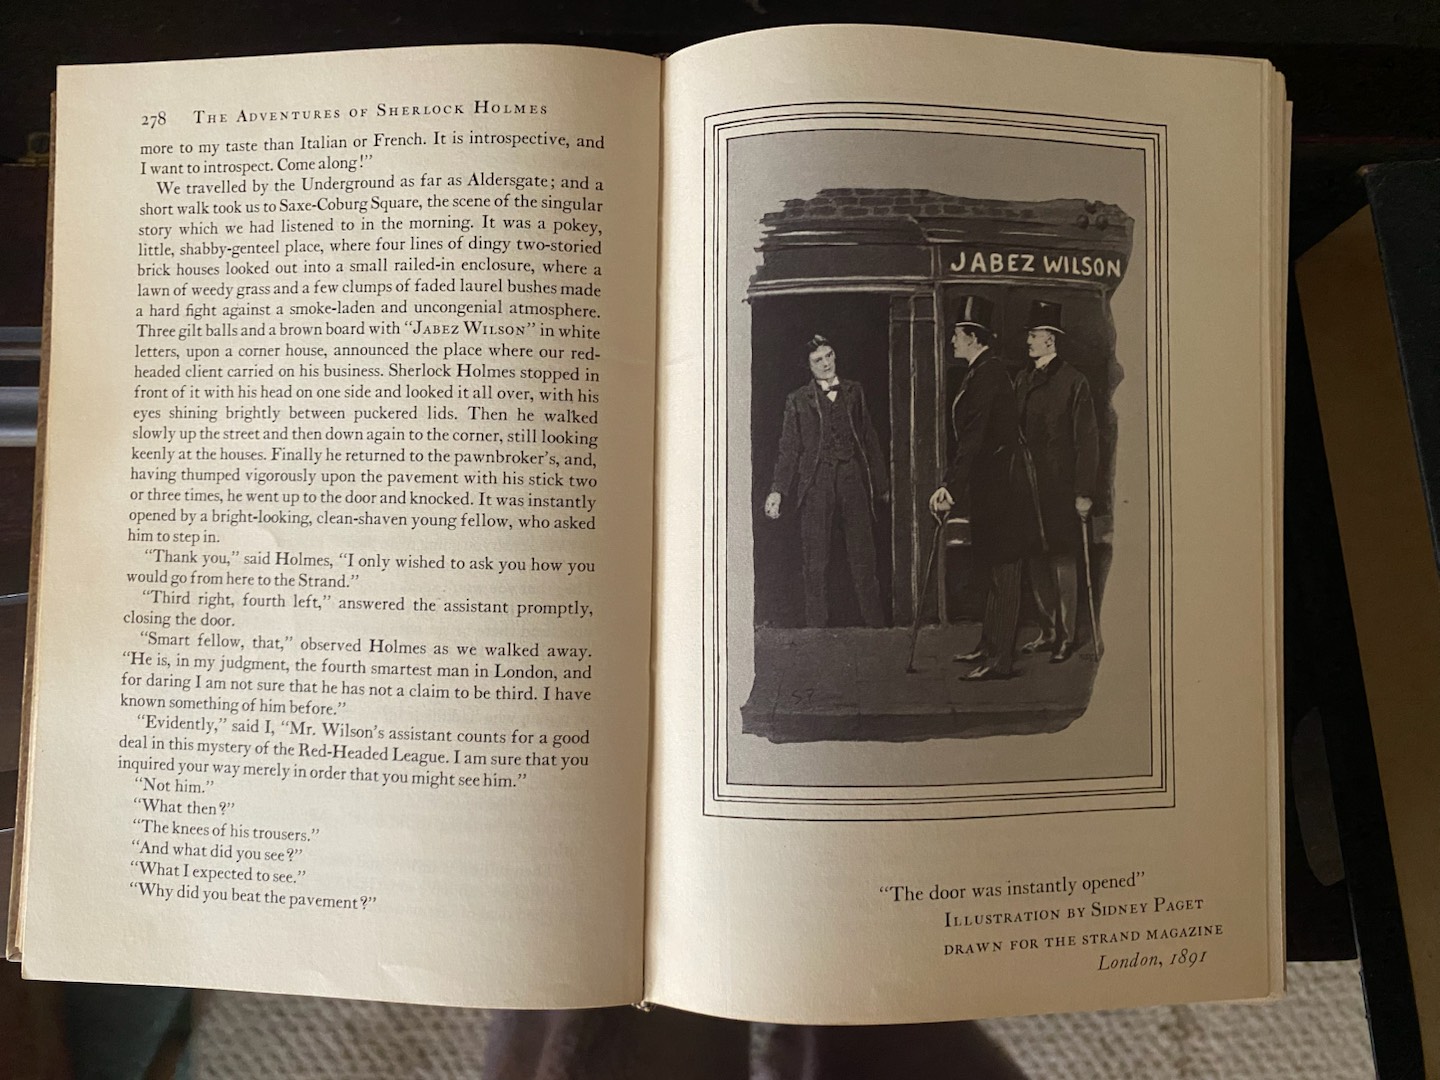 278 The Adventures of Sherlock Holmes
more to my taste than Italian or French. It is introspective, and
I want to introspect. Come along!”
We travelled by the Underground as far as Aldersgate; and a
short walk took us to Saxe-Coburg Square, the scene of the singular
story which we had listened to in the morning. It was a pokey,
little, shabby-genteel place, where four lines of dingy two-storied
brick houses looked out into a small railed-in enclosure, where a
lawn of weedy grass and a few clumps of faded laurel bushes made
a hard fight against a smoke-laden and uncongenial atmosphere.
Three gilt balls and a brown board with “Jabez Wilson” in white
letters, upon a corner house, announced the place where our red-
headed client carried on his business. Sherlock Holmes stopped in
front of it with his head on one side and looked it all over, with his
eyes shining brightly between puckered lids. Then he walked
slowly up the street and then down again to the corner, still looking
keenly at the houses. Finally he returned to the pawnbroker’s, and,
having thumped vigorously upon the pavement with his stick two
or three times, he went up to the door and knocked. It was instantly
opened by a bright-looking, clean-shaven young fellow, who asked
him to step in.
“Thank you,” said Holmes, “I only wished to ask you how you
would go from here to the Strand.”
“Third right, fourth left,” answered the assistant promptly,
closing the door.
“Smart fellow, that,” observed Holmes as we walked away.
“He is, in my judgment, the fourth smartest man in London, and
for daring I am not sure that he has not a claim to be third. I have
known something of him before.”
“Evidently,” said I, “Mr. Wilson’s assistant counts for a good
deal in this mystery of the Red-Headed League. I am sure that you
inquired your way merely in order that you might see him.”
“Not him.”
“What then?”
“The knees of his trousers.”
“And what did you see?”
“What I expected to see.”
“Why did you beat the pavement?”
JABEZ WILSON
SP
“The door was instantly opened”
Illustration by Sidney Paget
drawn for the strand magazine
London, 1891